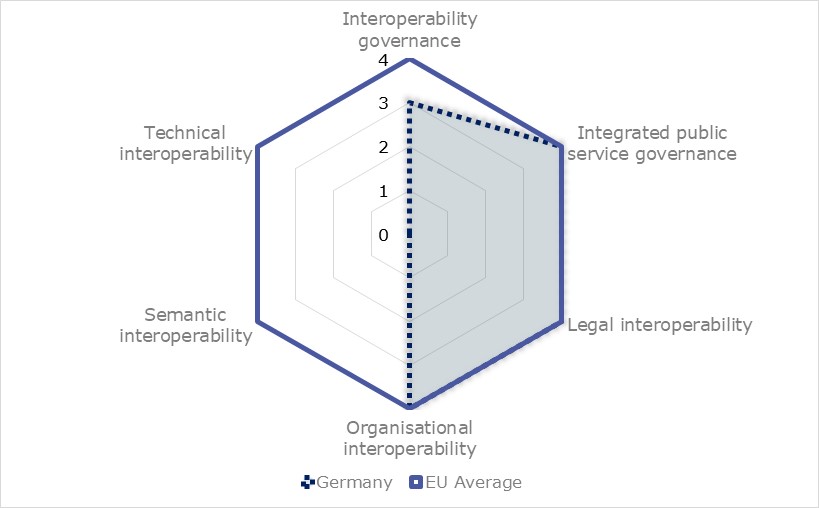 Interoperability
governance
4
3
Technical
interoperability
2
Integrated public
service governance
1
0
Semantic
interoperability
Legal interoperability
Organisational
interoperability
Germany
EU Average